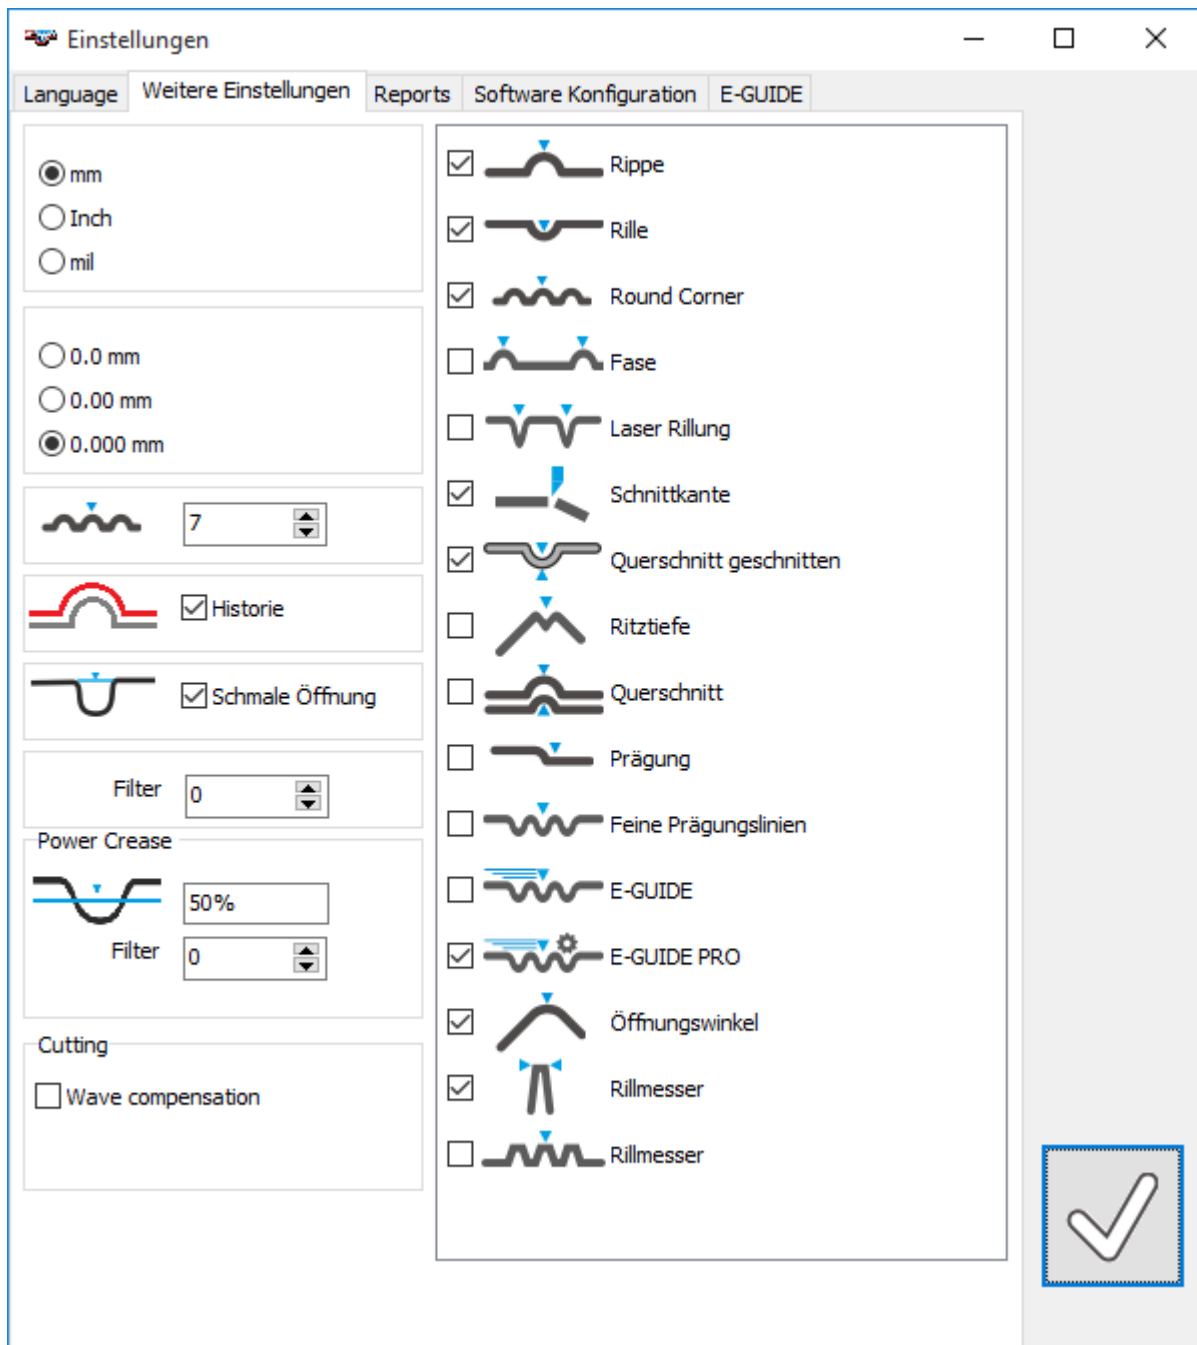 Einstellungen
Language
Weitere Einstellungen
Reports
Software Konfiguration
E-GUIDE
mm
Inch
mil
0.0 mm
0.00 mm
0.000 mm
7
Historie
Schmale Öffnung
Filter
0
Power Crease
50%
Filter
0
Cutting
Wave compensation
Rippe
Rille
Round Corner
Fase
Laser Rillung
Schnittkante
Querschnitt geschnitten
Ritztiefe
Querschnitt
Prägung
Feine Prägungslinien
E-GUIDE
E-GUIDE PRO
Öffnungswinkel
Rillmesser
Rillmesser